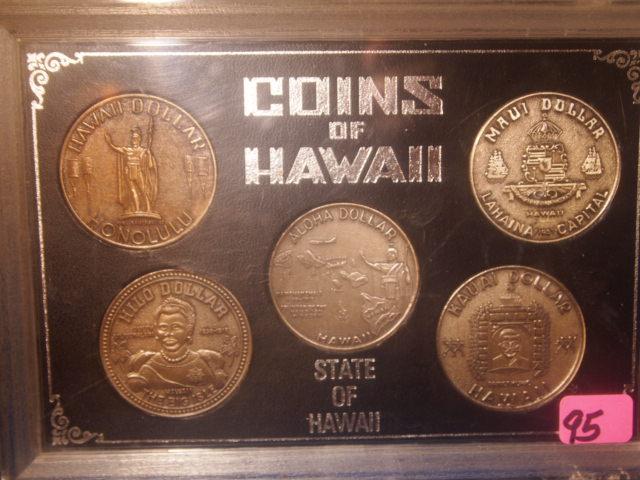 COINS
OF
HAWAII
HAWAII DOLLAR
HONOLULU
MAUI DOLLAR
HAWAII
LAHAINA CAPITAL
ALOHA DOLLAR
HAWAII
HILO DOLLAR
KAUAI DOLLAR
HAWAII
STATE
OF
HAWAII
95